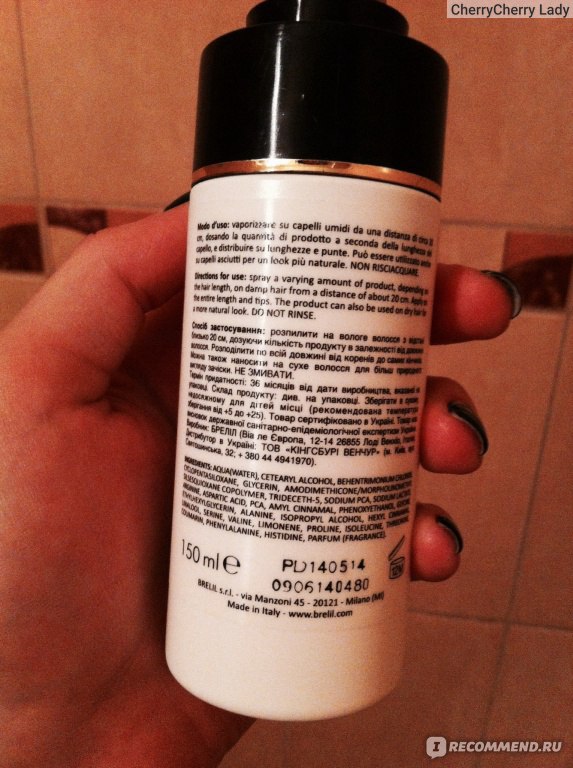 CherryCherry Lady
Modo d'uso: vaporizzare su capelli umidi da una distanza di circa
cm, dosando la quantità di prodotto a seconda della lunghezza del
capello, e distribuire su lunghezze e punte. Può essere utilizzato anche
su capelli asciutti per un look più naturale. NON RISCIACQUARE.
Directions for use: spray a varying amount of product, depending on
the hair length, on damp hair from a distance of about 20 cm. Apply on
the entire length and tips. The product can also be used on dry hair for
a more natural look. DO NOT RINSE.
Спосіб застосування: розпилити на вологе волосся з відстані
близько 20 см, дозуючи кількість продукту в залежності від довжини
волосся. Розподілити по всій довжині від коренів до самих кінчиків.
Можна також наносити на сухе волосся для більш природного
вигляду зачіски. НЕ ЗМИВАТИ.
Термін придатності: 36 місяців від дати виробництва, вказаної на
упаковці. Склад продукту: див. на упаковці. Зберігати в сухому,
недосяжному для дітей місці (рекомендована температура
зберігання від +5 до +25). Товар сертифіковано в Україні. Товар має
висновок державної санітарно-епідеміологічної експертизи України.
Виробник: БРЕЛІЛ (Віа ле Європа, 12-14 26855 Лоді Веккіо, Італія).
Дистриб'ютор в Україні: ТОВ «КІНГСБУРІ ВЕНЧУР» (м. Київ, вул.
32; + 380 44 4941970).
INGREDIENTS: AQUA(WATER), CETEARYL ALCOHOL, BEHENTRIMONIUM CHLORIDE,
CYCLOPENTASILOXANE, GLYCERIN, AMODIMETHICONE/MORPHOLINOMETHYL
SILSESQUIOXANE COPOLYMER, TRIDECETH-5, SODIUM PCA, SODIUM LACTATE,
ARGININE, ASPARTIC ACID, PCA, AMYL CINNAMAL, PHENOXYETHANOL, GLYCINE,
ETHYLHEXYLGLYCERIN, ALANINE, ISOPROPYL ALCOHOL, HEXYL CINNAMAL,
LINALOOL, SERINE, VALINE, LIMONENE, PROLINE, ISOLEUCINE, THREONINE,
COUMARIN, PHENYLALANINE, HISTIDINE, PARFUM (FRAGRANCE).
150 ml e
PD140514
0906140480
12M
BRELIL s.r.l. - via Manzoni 45 - 20121 - Milano (MI)
Made in Italy - www.brelil.com
IRECOMMEND.RU